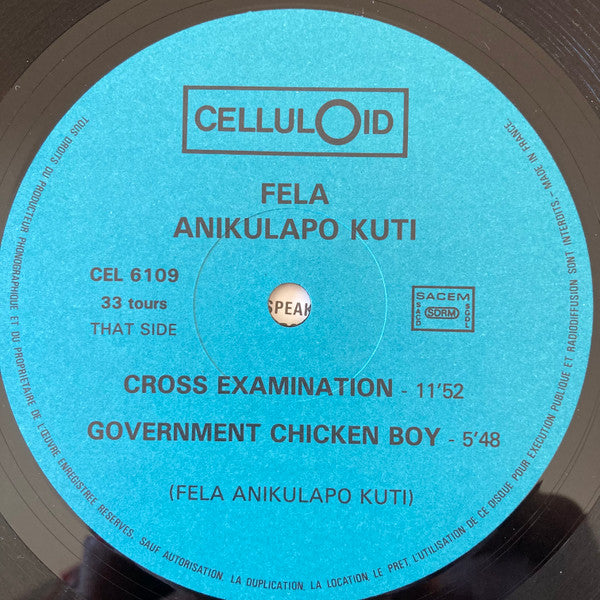 CELLULOID
FELA
ANIKULAPO KUTI
CEL 6109
33 tours
THAT SIDE
SPEAK
SACEM
SACD
SDRM
SGDL
CROSS EXAMINATION - 11'52
GOVERNMENT CHICKEN BOY - 5'48
(FELA ANIKULAPO KUTI)
TOUS DROITS DU PRODUCTEUR PHONOGRAPHIQUE ET DU PROPRIETAIRE DE L'ŒUVRE ENREGISTREE RESERVES. SAUF AUTORISATION, LA DUPLICATION, LA LOCATION, LE PRET, L'UTILISATION DE CE DISQUE POUR EXECUTION PUBLIQUE ET RADIODIFFUSION SONT INTERDITS - MADE IN FRANCE.